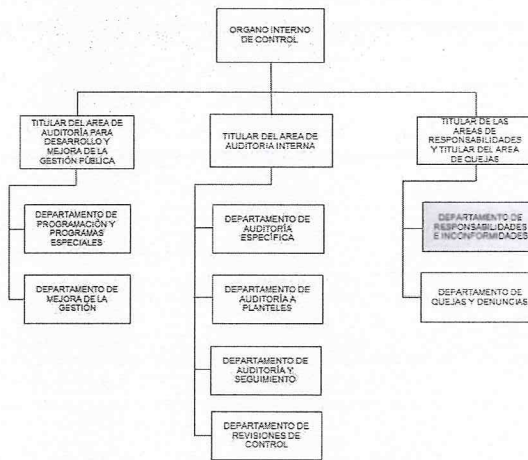 ORGANO INTERNO
DE CONTROL
TITULAR DEL AREA DE
AUDITORÍA PARA
DESARROLLO Y
MEJORA DE LA
GESTIÓN PÚBLICA
TITULAR DEL AREA DE
AUDITORIA INTERNA
TITULAR DE LAS
AREAS DE
RESPONSABILIDADES
Y TITULAR DEL AREA
DE QUEJAS
DEPARTAMENTO DE
PROGRAMACIÓN Y
PROGRAMAS
ESPECIALES
DEPARTAMENTO DE
MEJORA DE LA
GESTIÓN
DEPARTAMENTO DE
AUDITORÍA
ESPECÍFICA
DEPARTAMENTO DE
AUDITORÍA A
PLANTELES
DEPARTAMENTO DE
AUDITORÍA Y
SEGUIMIENTO
DEPARTAMENTO DE
REVISIONES DE
CONTROL
DEPARTAMENTO DE
RESPONSABILIDADES
E INCONFORMIDADES
DEPARTAMENTO DE
QUEJAS Y DENUNCIAS